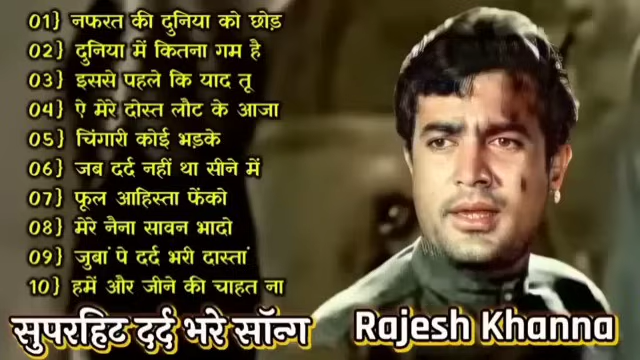 01} नफरत की दुनिया को छोड़
02} दुनिया में कितना गम है
03} इससे पहले कि याद तू
04} ऐ मेरे दोस्त लौट के आजा
05} चिंगारी कोई भड़के
06} जब दर्द नहीं था सीने में
07} फूल आहिस्ता फेंको
08} मेरे नैना सावन भादो
09} जुबां पे दर्द भरी दास्तां
10} हमें और जीने की चाहत ना
सुपरहिट दर्द भरे सॉन्ग Rajesh Khanna